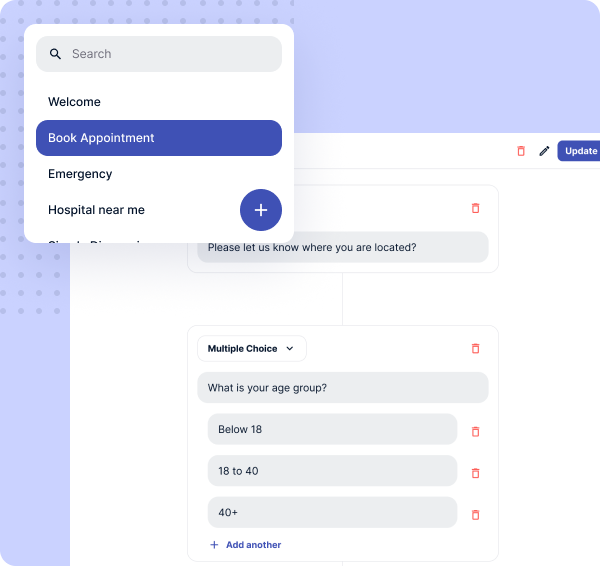 Search
Welcome
Book Appointment
Emergency
Hospital near me
Update
Please let us know where you are located?
Multiple Choice
What is your age group?
Below 18
18 to 40
40+
Add another